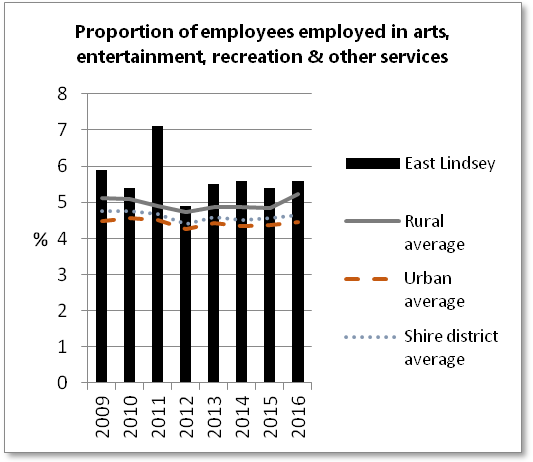 Proportion of employees employed in arts,
entertainment, recreation & other services
8
7
6
5
4
3
2
1
0
%
2009
2010
2011
2012
2013
2014
2015
2016
East Lindsey
Rural
average
Urban
average
Shire district
average